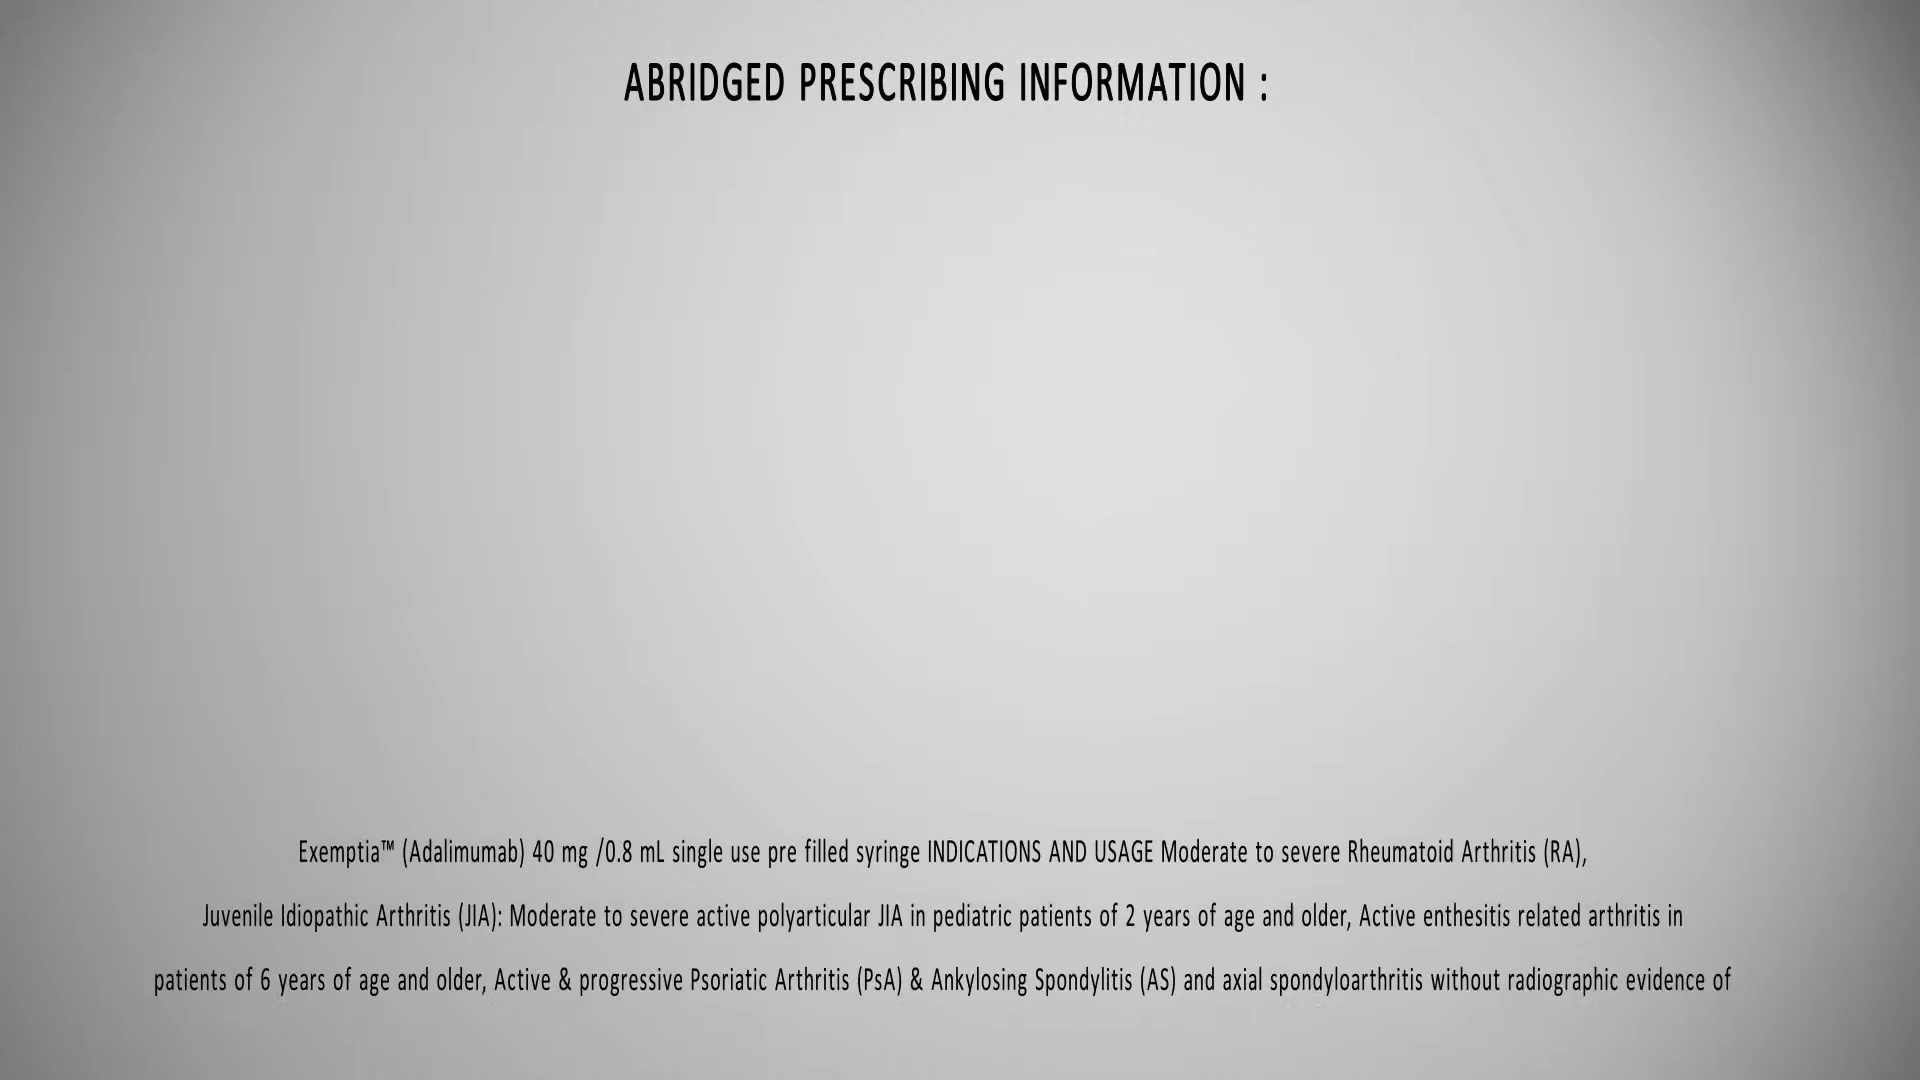 ABRIDGED PRESCRIBING INFORMATION :
Exemptia™ (Adalimumab) 40 mg /0.8 mL single use pre filled syringe INDICATIONS AND USAGE Moderate to severe Rheumatoid Arthritis (RA),
Juvenile Idiopathic Arthritis (JIA): Moderate to severe active polyarticular JIA in pediatric patients of 2 years of age and older, Active enthesitis related arthritis in
patients of 6 years of age and older, Active & progressive Psoriatic Arthritis (PsA) & Ankylosing Spondylitis (AS) and axial spondyloarthritis without radiographic evidence of